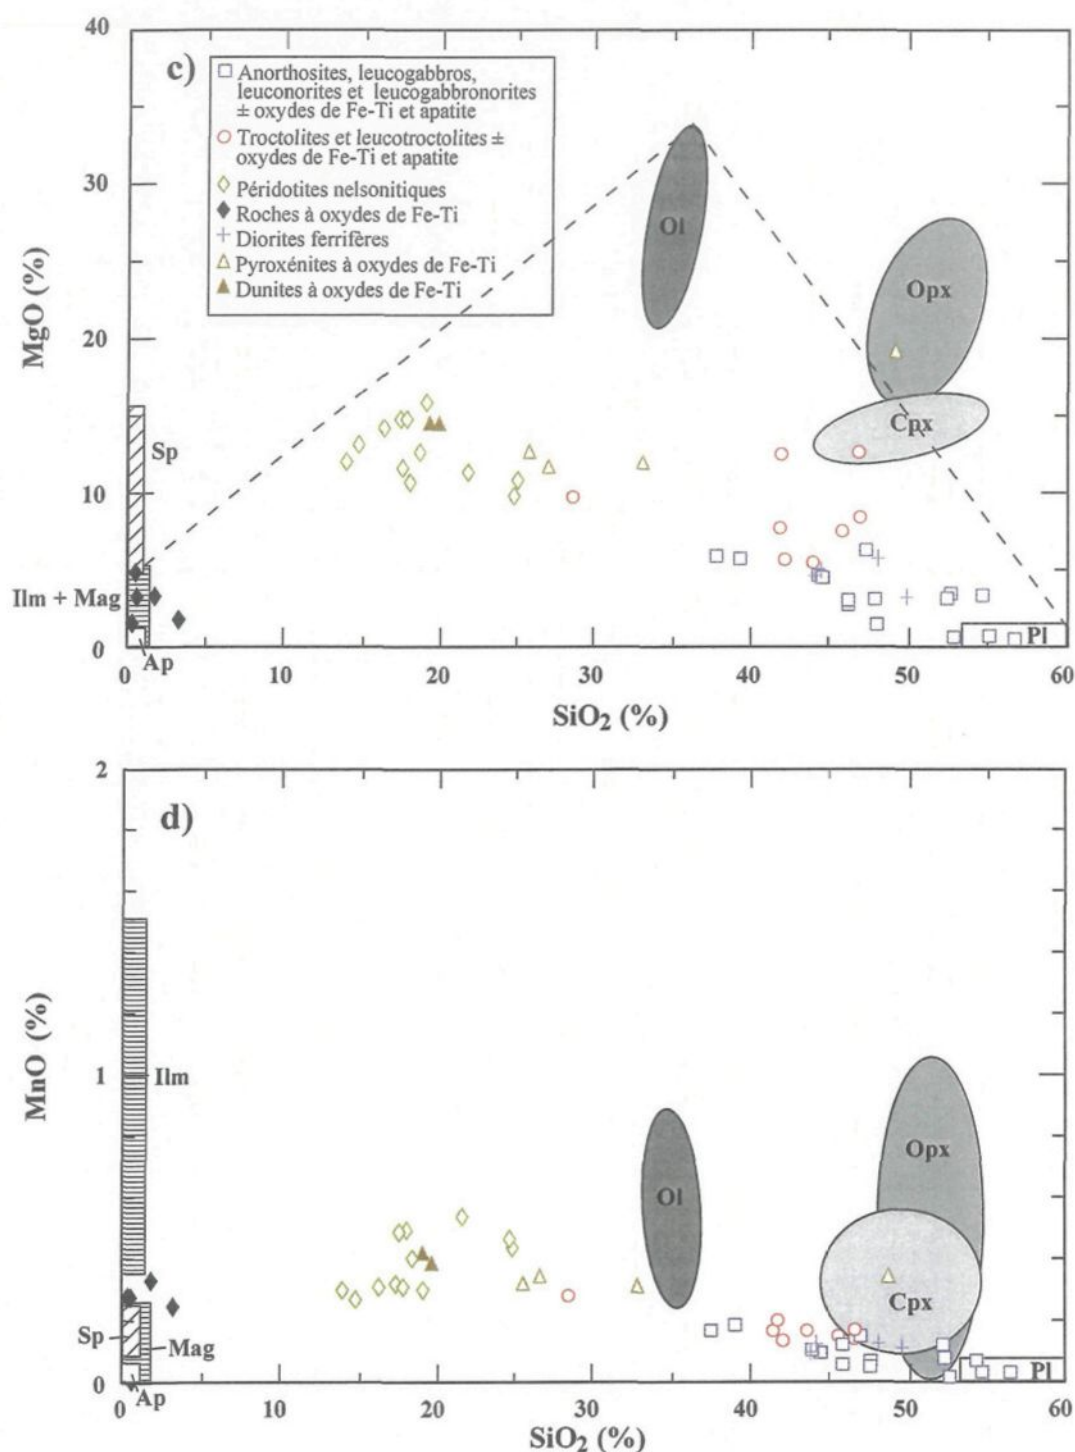 40
c)
Anorthosites, leucogabbros,
leuconorites et leucogabbronorites
± oxydes de Fe-Ti et apatite
Troctolites et leucotroctolites ±
oxydes de Fe-Ti et apatite
Péridotites nelsonitiques
Roches à oxydes de Fe-Ti
Diorites ferrifères
Pyroxénites à oxydes de Fe-Ti
Dunites à oxydes de Fe-Ti
30
Ol
Opx
MgO (%)
20
Cpx
Sp
10
Ilm + Mag
0
Ap
Pl
0 10 20 30 40 50 60
SiO2 (%)
2
d)
MnO (%)
1
Ilm
Opx
Ol
Cpx
Sp
Mag
0
Ap
Pl
0 10 20 30 40 50 60
SiO2 (%)